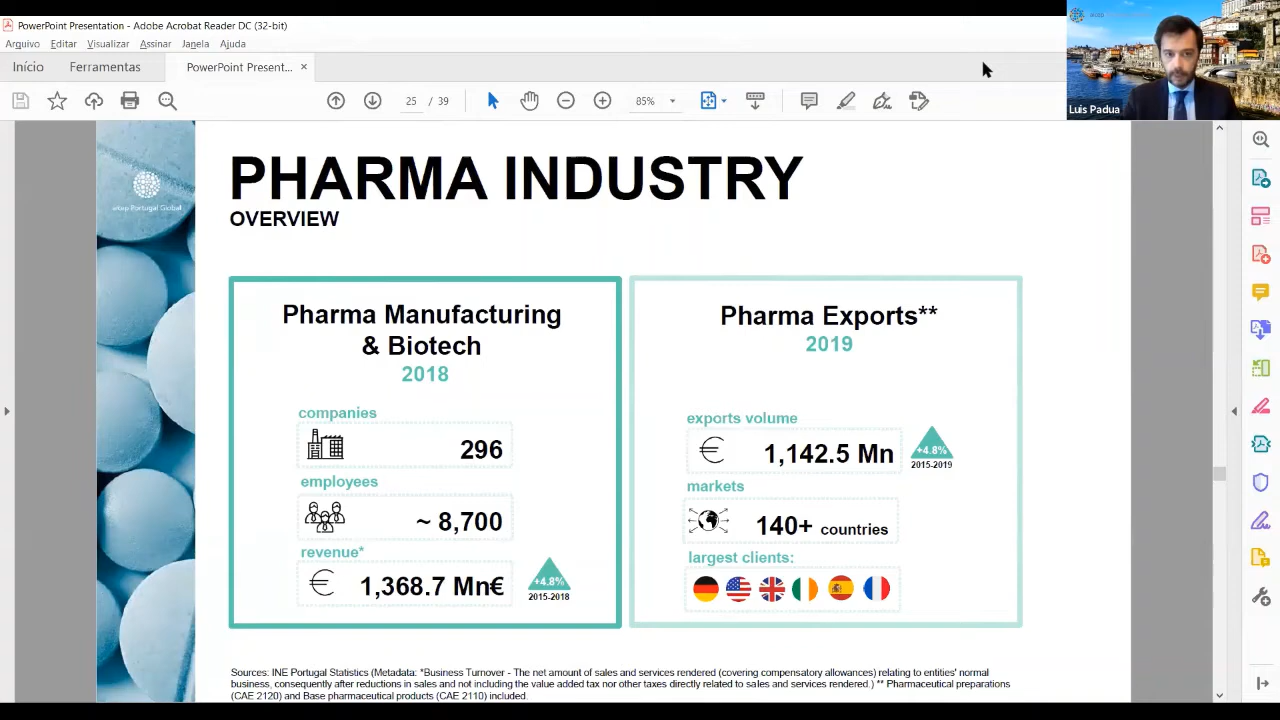 PowerPoint Presentation - Adobe Acrobat Reader DC (32-bit)
Arquivo Editar Visualizar Assinar Janela Ajuda
Início Ferramentas PowerPoint Present... ×
25 / 39 85%
Luis Padua
aicep Portugal Global
PHARMA INDUSTRY
OVERVIEW
Pharma Manufacturing
& Biotech
2018
companies
296
employees
~ 8,700
revenue*
1,368.7 Mn€
+4.8%
2015-2018
Pharma Exports**
2019
exports volume
€ 1,142.5 Mn
+4.8%
2015-2019
markets
140+ countries
largest clients:
Sources: INE Portugal Statistics (Metadata: *Business Turnover - The net amount of sales and services rendered (covering compensatory allowances) relating to entities' normal
business, consequently after reductions in sales and not including the value added tax nor other taxes directly related to sales and services rendered.) ** Pharmaceutical preparations
(CAE 2120) and Base pharmaceutical products (CAE 2110) included.